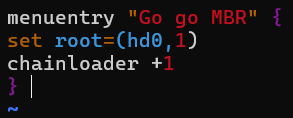 menuentry "Go go MBR" {
set root=(hd0,1)
chainloader +1
}
~